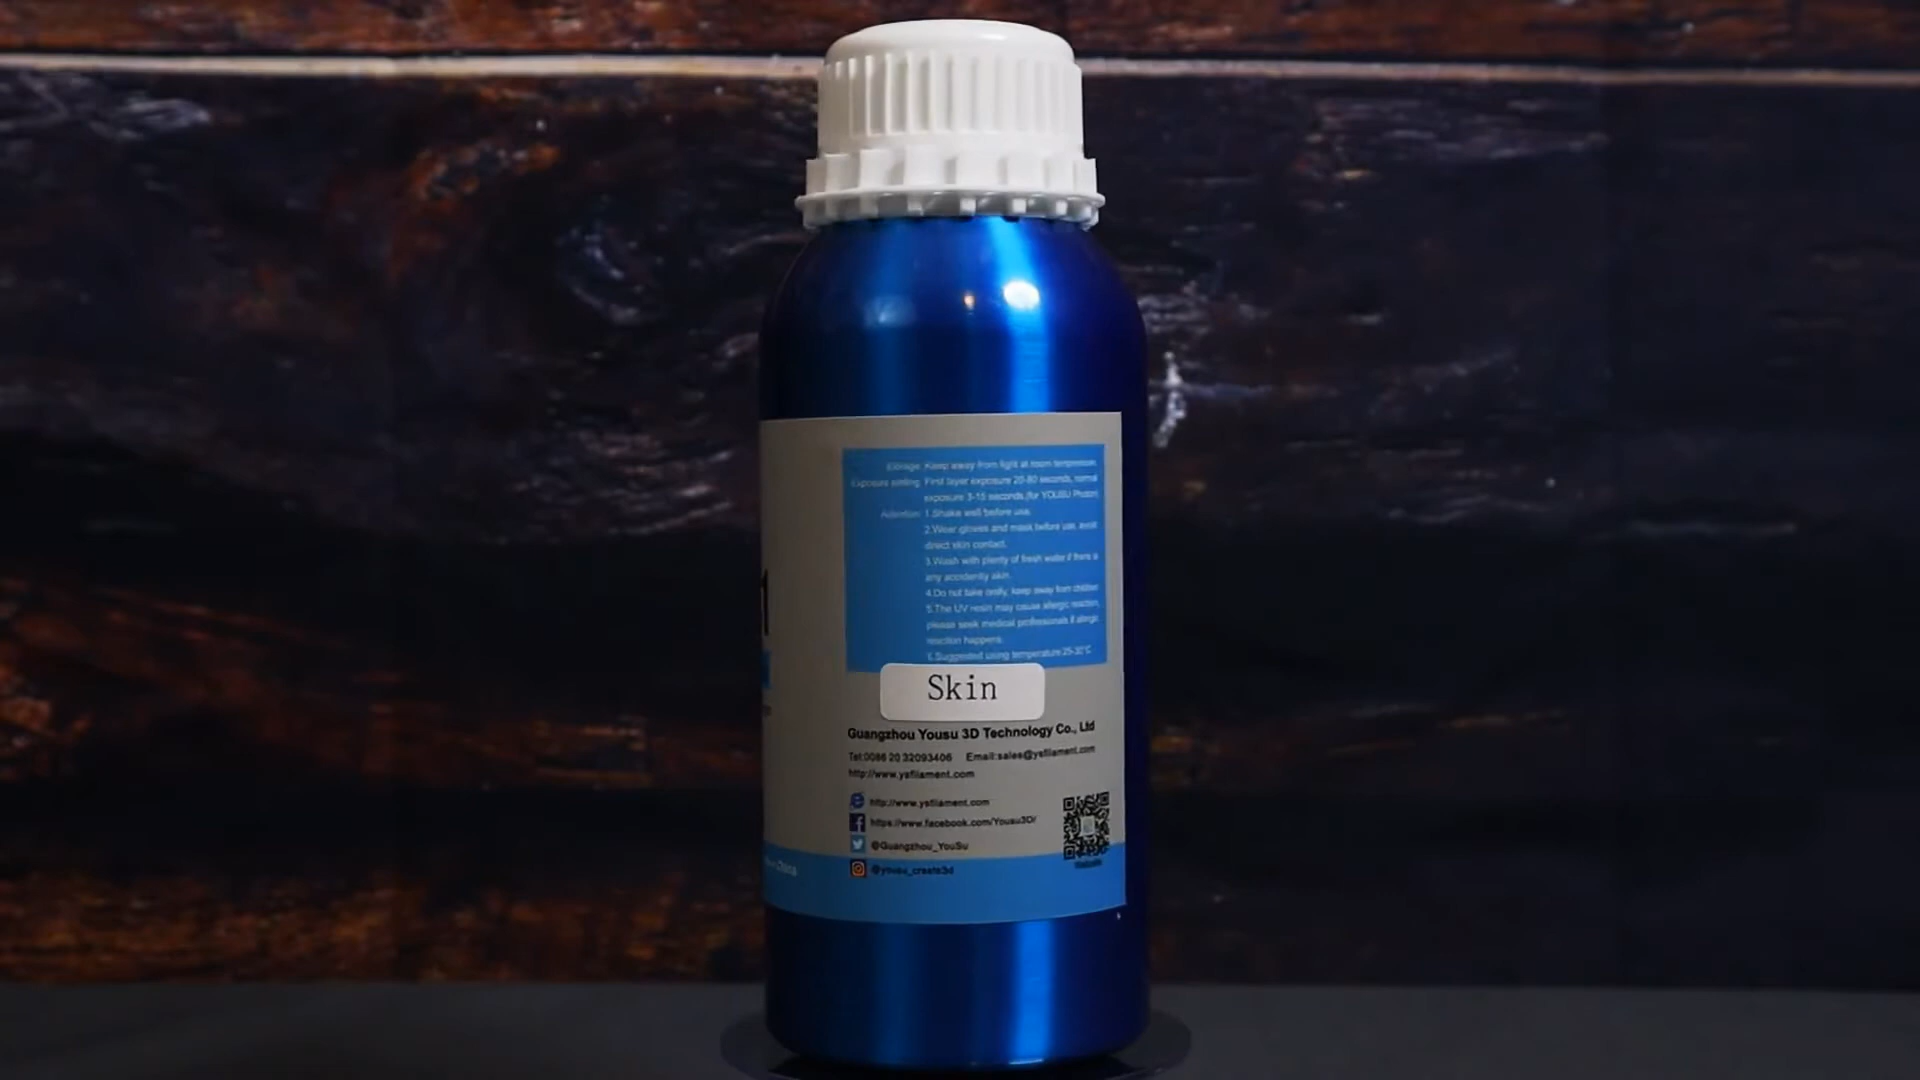 Storage: Keep away from light at room temperature.
Exposure setting: First layer exposure 20-80 seconds, normal
exposure 3-15 seconds.(for YOUSU Photon)
Attention: 1.Shake well before use.
2.Wear gloves and mask before use, avoid
direct skin contact.
3.Wash with plenty of fresh water if there is
any accidently skin.
4.Do not take orally, keep away from children
5.The UV resin may cause allergic reaction,
please seek medical professionals if allergic
reaction happens.
6.Suggested using temperature:25-30℃
Skin
Guangzhou Yousu 3D Technology Co., Ltd
Tel:0086 20 32093406 Email:sales@ysfilament.com
http://www.ysfilament.com
http://www.ysfilament.com
https://www.facebook.com/Yousu3D/
@Guangzhou_YouSu
@yousu_create3d
China
1